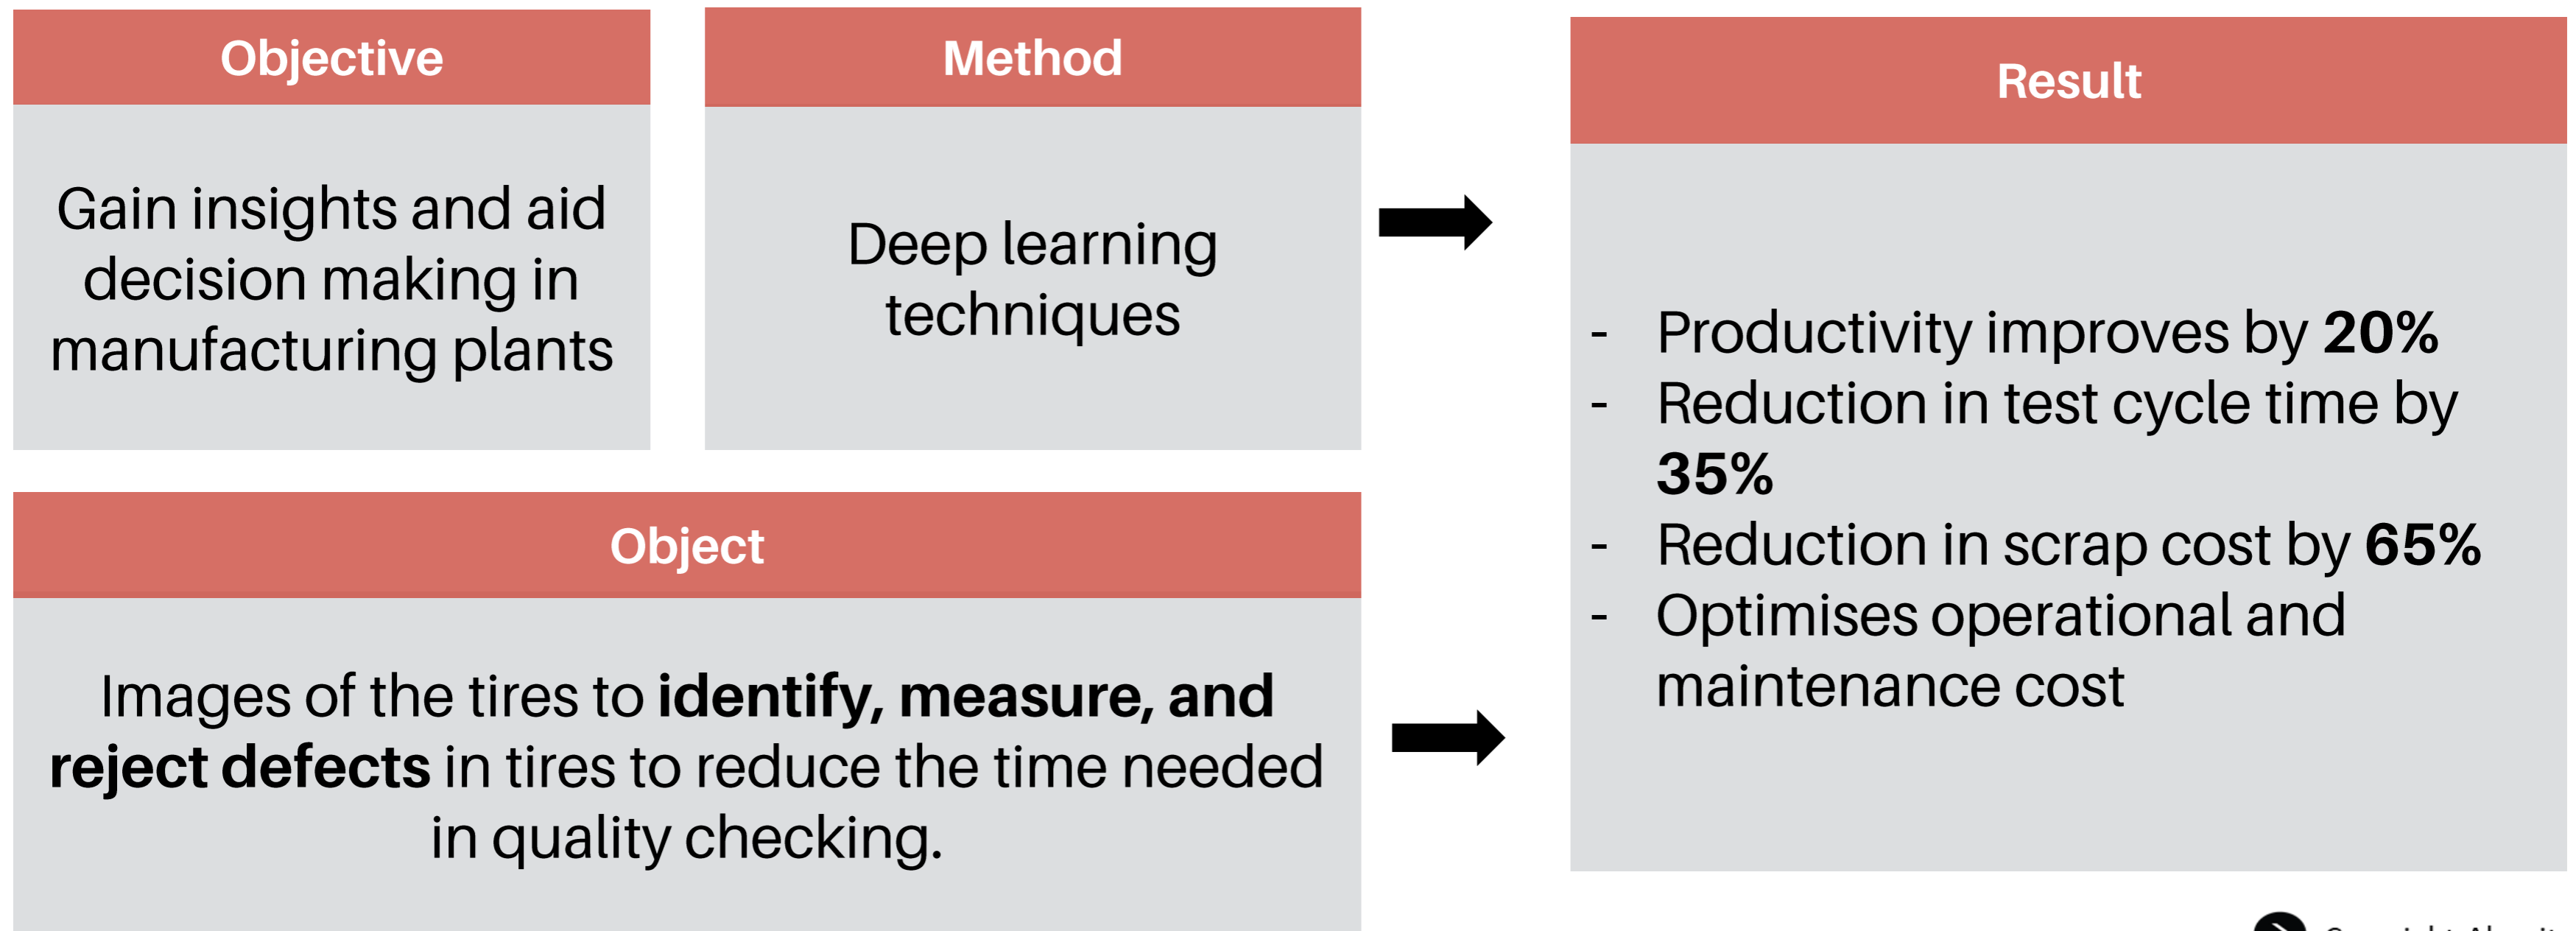 Objective
Gain insights and aid
decision making in
manufacturing plants
Method
Deep learning
techniques
Object
Images of the tires to identify, measure, and
reject defects in tires to reduce the time needed
in quality checking.
Result
- Productivity improves by 20%
- Reduction in test cycle time by
35%
- Reduction in scrap cost by 65%
- Optimises operational and
maintenance cost